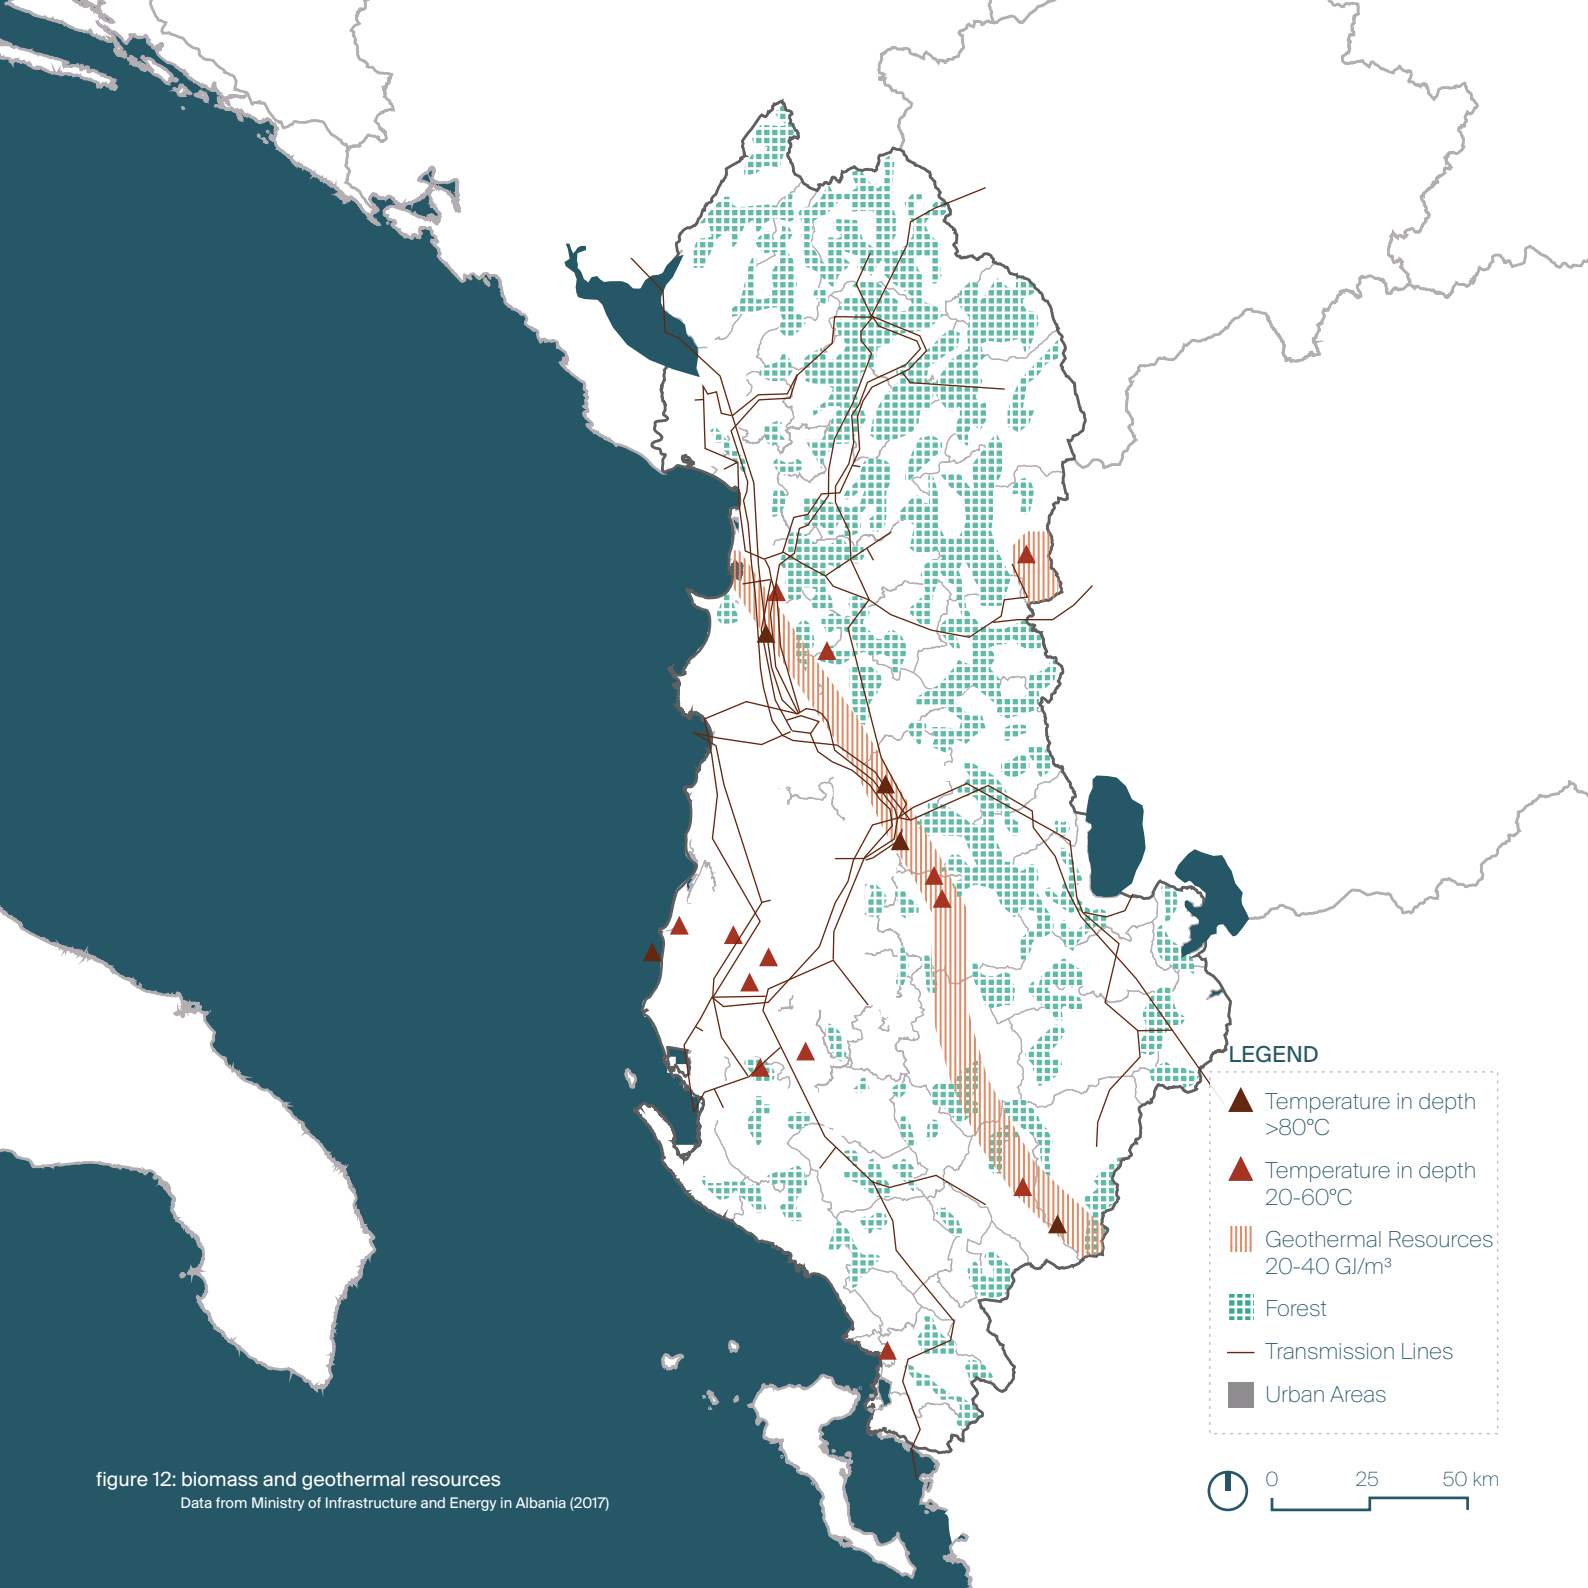 LEGEND
Temperature in depth
>80°C
Temperature in depth
20-60°C
Geothermal Resources
20-40 GJ/m³
Forest
Transmission Lines
Urban Areas
0 25 50 km
figure 12: biomass and geothermal resources
Data from Ministry of Infrastructure and Energy in Albania (2017)